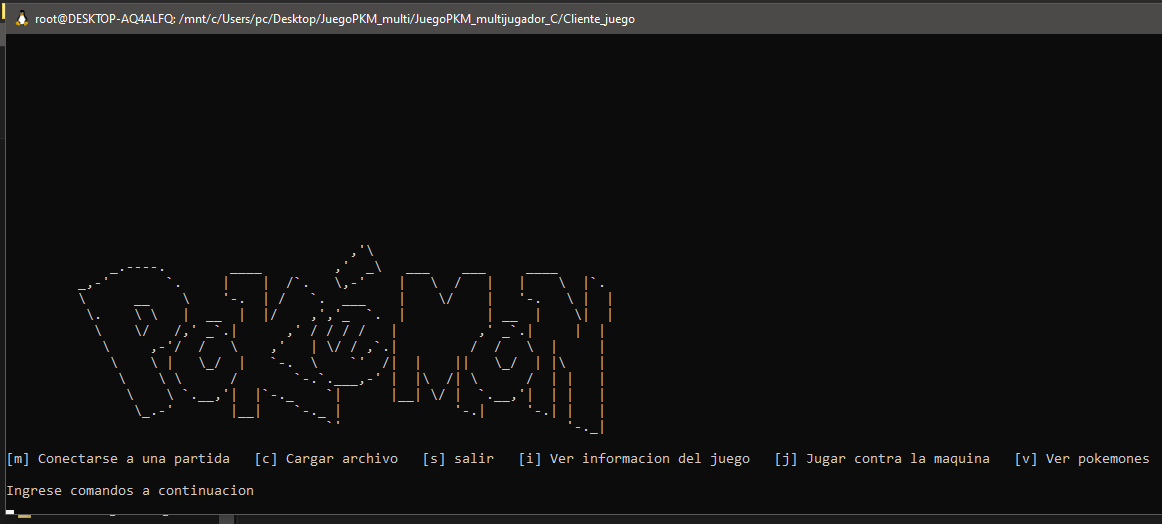 root@DESKTOP-AQ4ALFQ: /mnt/c/Users/pc/Desktop/JuegoPKM_multi/JuegoPKM_multijugador_C/Cliente_juego
POKéMON
[m] Conectarse a una partida [c] Cargar archivo [s] salir [i] Ver informacion del juego [j] Jugar contra la maquina [v] Ver pokemones
Ingrese comandos a continuacion